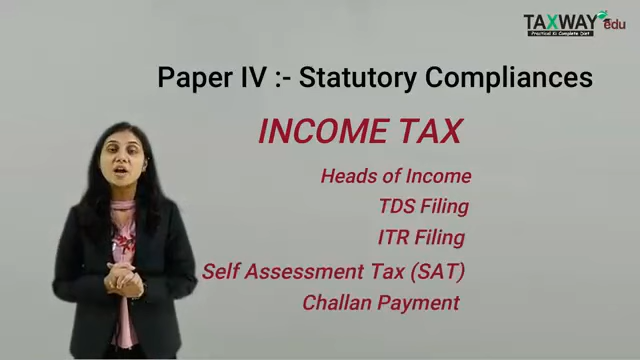 TAXWAY edu
Practical Ki Complete Dort
Paper IV :- Statutory Compliances
INCOME TAX
Heads of Income
TDS Filing
ITR Filing
Self Assessment Tax (SAT)
Challan Payment